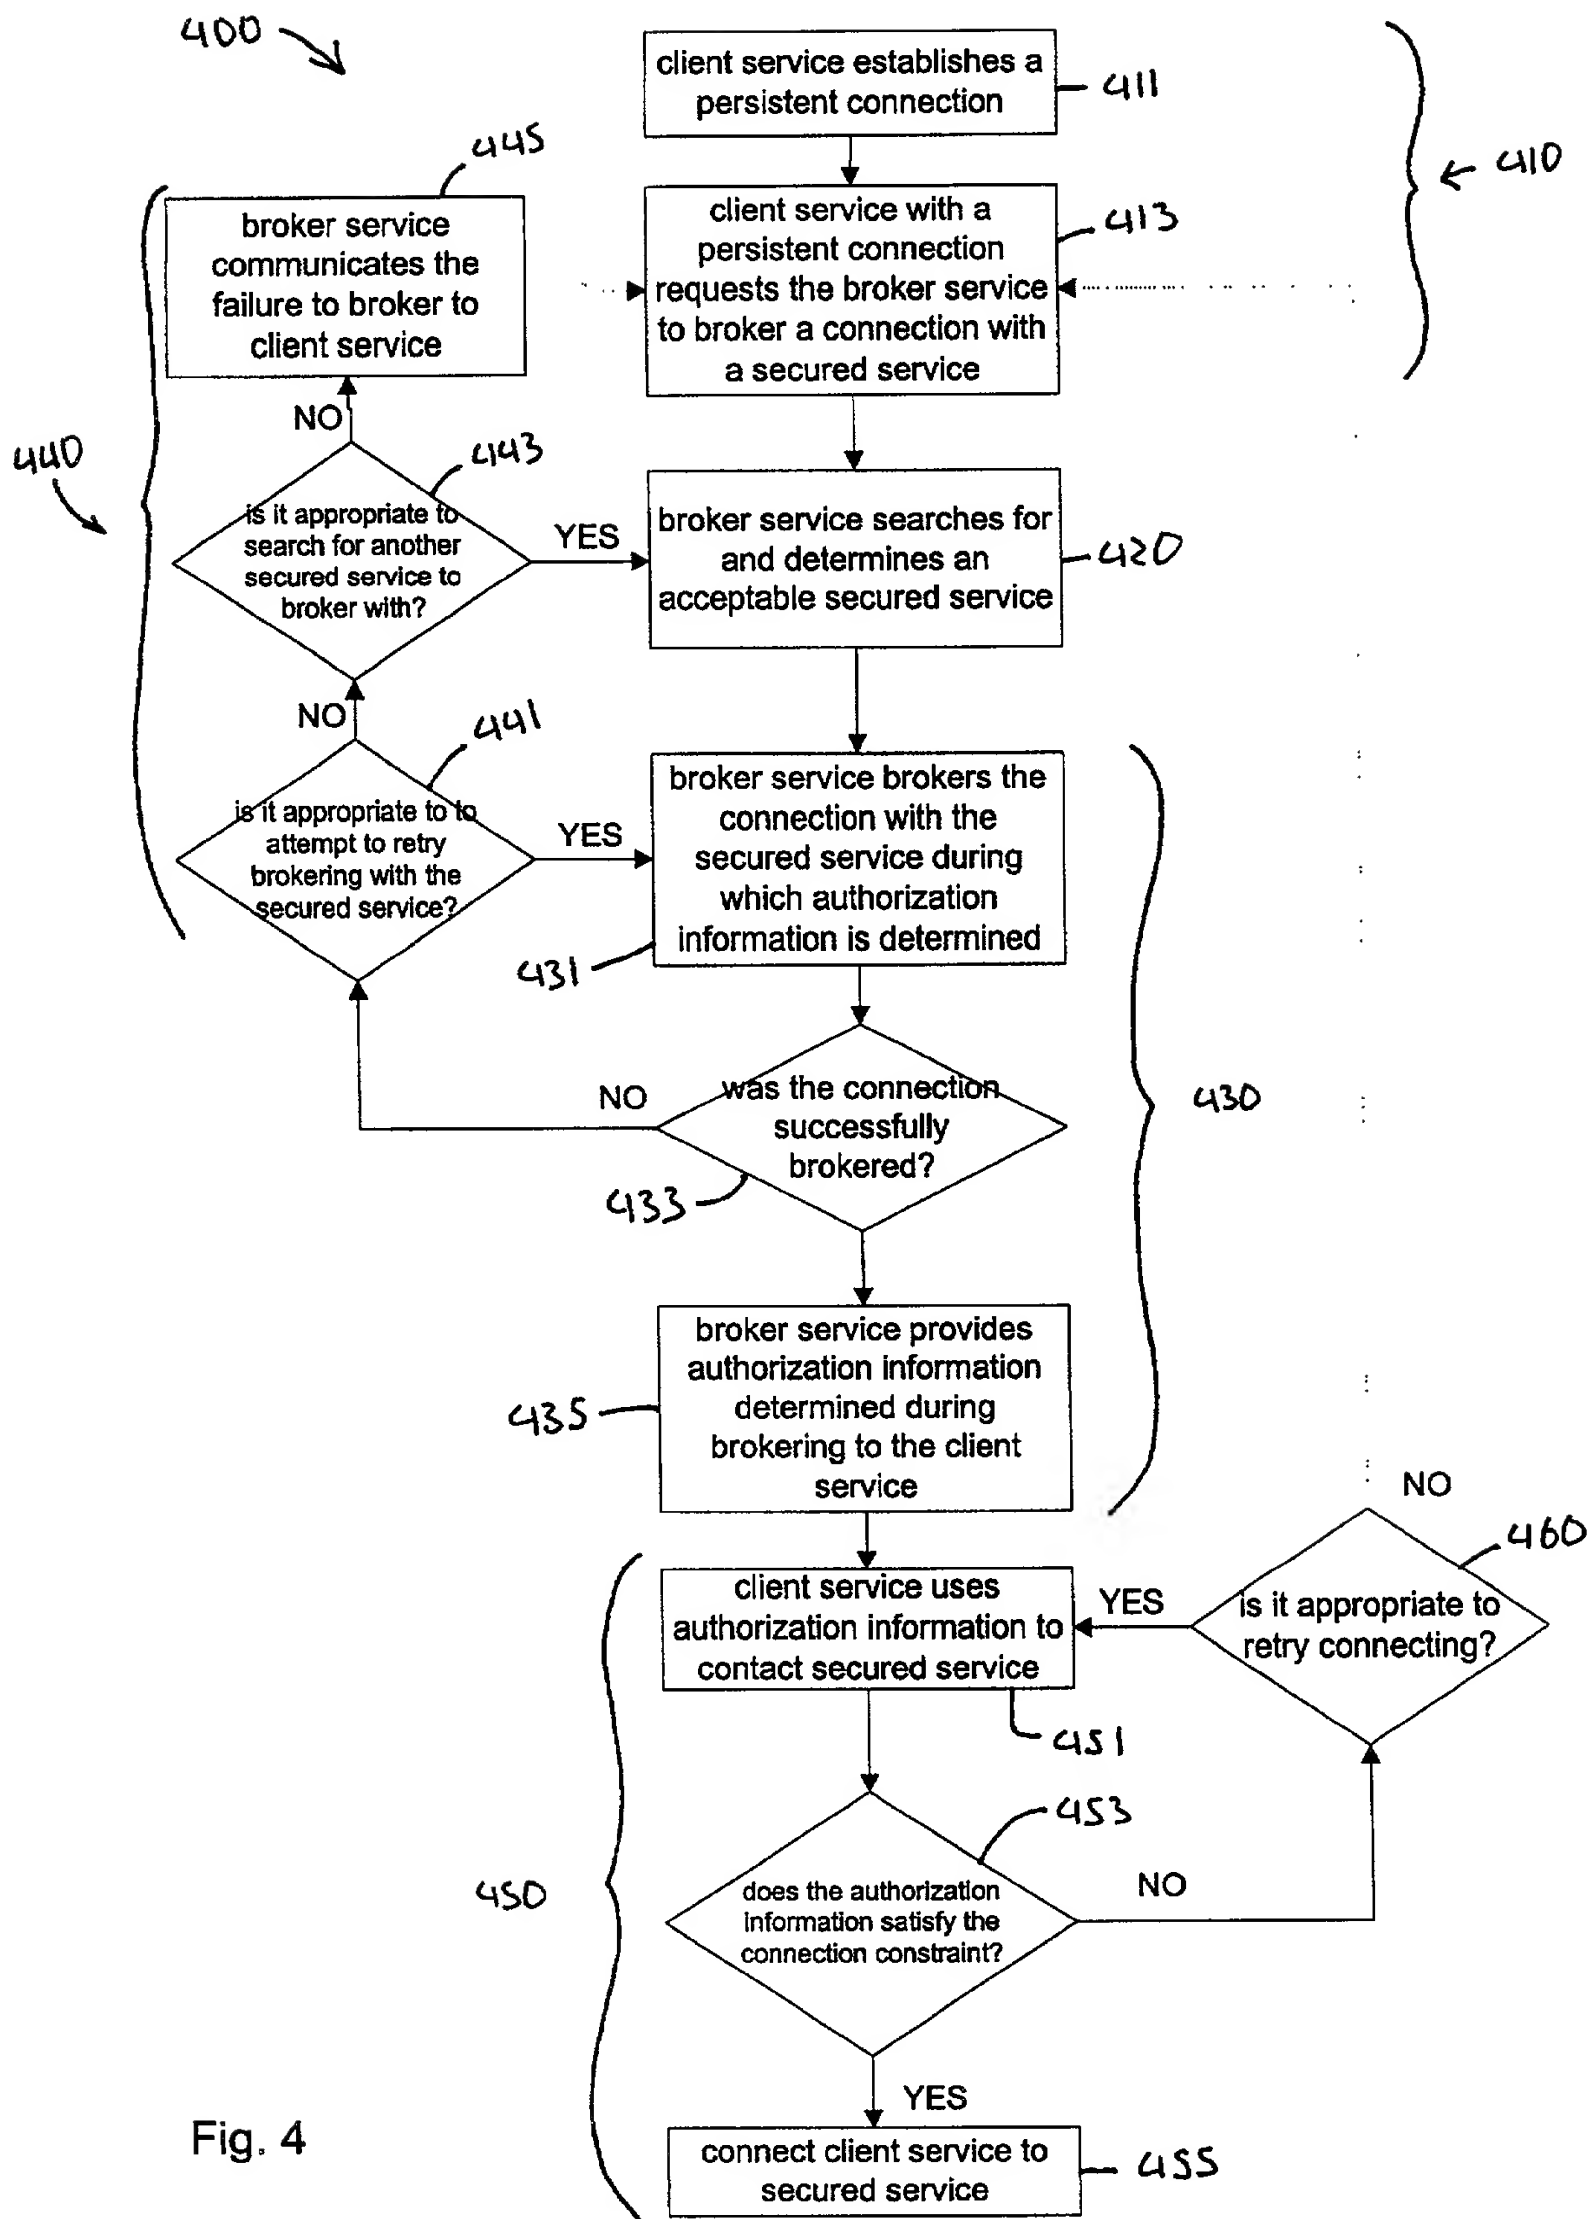 400
client service establishes a
persistent connection
411
410
445
broker service
communicates the
failure to broker to
client service
client service with a
persistent connection
requests the broker service
to broker a connection with
a secured service
413
NO
440
443
is it appropriate to
search for another
secured service to
broker with?
YES
broker service searches for
and determines an
acceptable secured service
420
NO
441
is it appropriate to to
attempt to retry
brokering with the
secured service?
YES
broker service brokers the
connection with the
secured service during
which authorization
information is determined
431
430
NO
was the connection
successfully
brokered?
433
broker service provides
authorization information
determined during
brokering to the client
service
435
NO
460
client service uses
authorization information to
contact secured service
YES
is it appropriate to
retry connecting?
451
453
450
does the authorization
information satisfy the
connection constraint?
NO
YES
Fig. 4
connect client service to
secured service
455